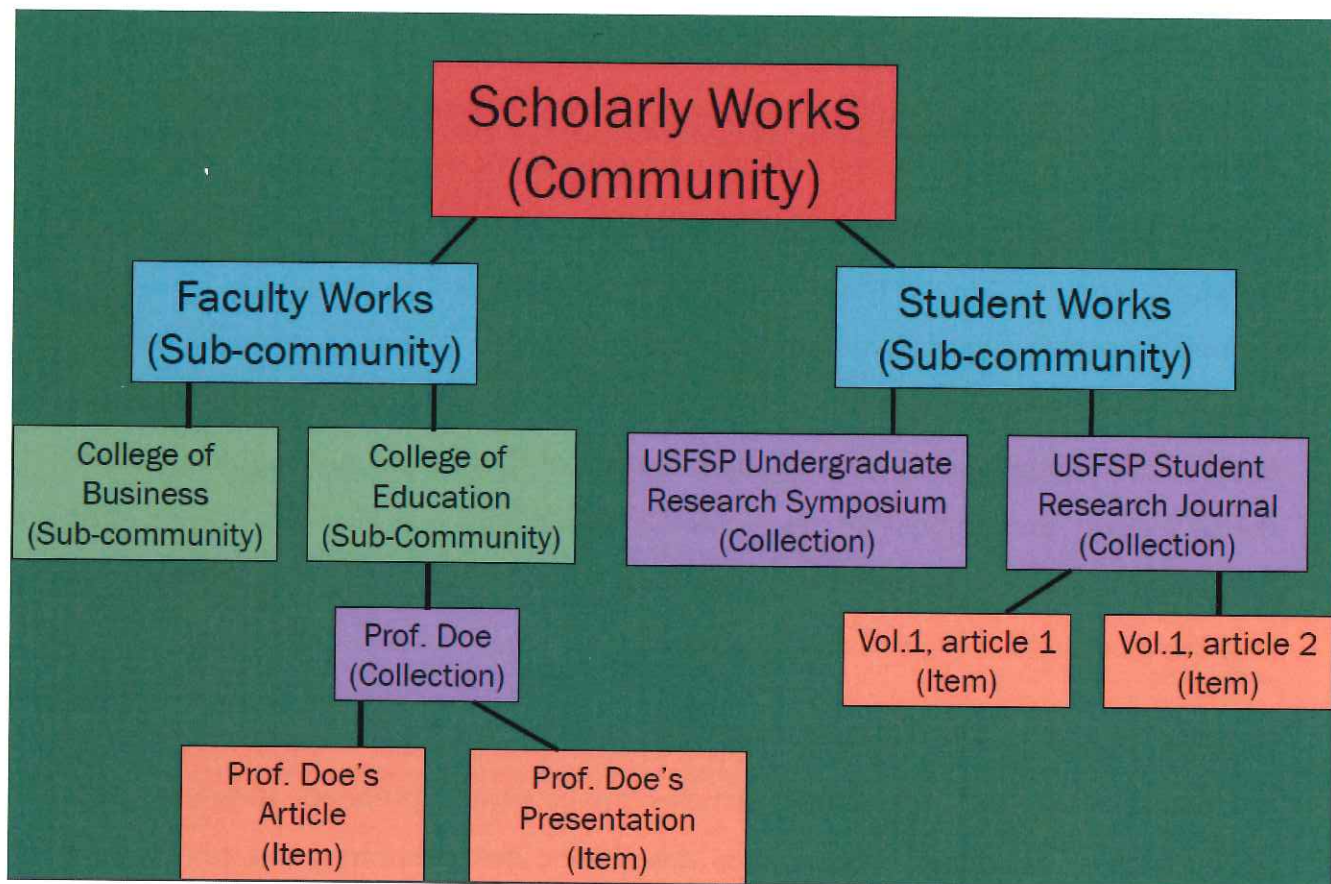 Scholarly Works
(Community)
Faculty Works
(Sub-community)
Student Works
(Sub-community)
College of
Business
(Sub-community)
College of
Education
(Sub-Community)
USFSP Undergraduate
Research Symposium
(Collection)
USFSP Student
Research Journal
(Collection)
Prof. Doe
(Collection)
Vol.1, article 1
(Item)
Vol.1, article 2
(Item)
Prof. Doe’s
Article
(Item)
Prof. Doe’s
Presentation
(Item)